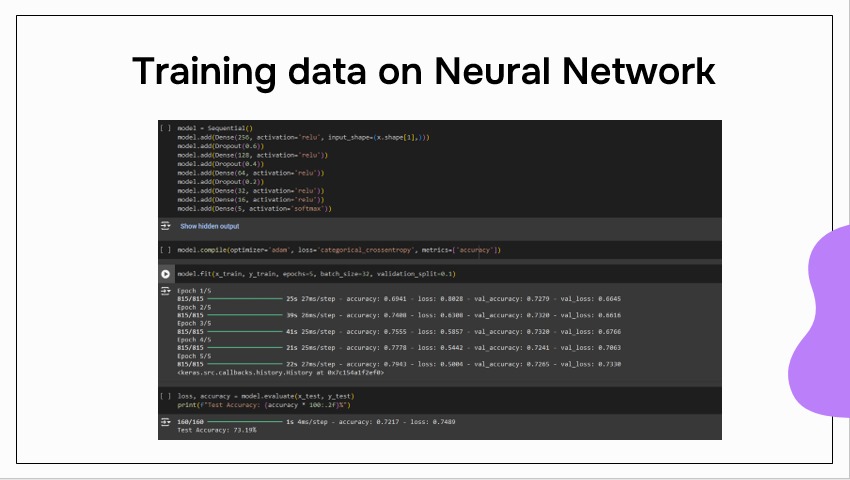 Training data on Neural Network
[ ] model = Sequential()
model.add(Dense(256, activation='relu', input_shape=(x.shape[1],)))
model.add(Dropout(0.6))
model.add(Dense(128, activation='relu'))
model.add(Dropout(0.4))
model.add(Dense(64, activation='relu'))
model.add(Dropout(0.2))
model.add(Dense(32, activation='relu'))
model.add(Dense(16, activation='relu'))
model.add(Dense(5, activation='softmax'))
Show hidden output
[ ] model.compile(optimizer='adam', loss='categorical_crossentropy', metrics=['accuracy'])
model.fit(x_train, y_train, epochs=5, batch_size=32, validation_split=0.1)
Epoch 1/5
815/815 25s 27ms/step - accuracy: 0.6941 - loss: 0.8028 - val_accuracy: 0.7279 - val_loss: 0.6645
Epoch 2/5
815/815 39s 26ms/step - accuracy: 0.7408 - loss: 0.6308 - val_accuracy: 0.7320 - val_loss: 0.6616
Epoch 3/5
815/815 41s 25ms/step - accuracy: 0.7555 - loss: 0.5857 - val_accuracy: 0.7328 - val_loss: 0.6766
Epoch 4/5
815/815 21s 25ms/step - accuracy: 0.7778 - loss: 0.5442 - val_accuracy: 0.7241 - val_loss: 0.7063
Epoch 5/5
815/815 22s 27ms/step - accuracy: 0.7943 - loss: 0.5004 - val_accuracy: 0.7265 - val_loss: 0.7330
<keras.src.callbacks.history.History at 0x7c154a1f2ef0>
[ ] loss, accuracy = model.evaluate(x_test, y_test)
print(f"Test Accuracy: {accuracy * 100:.2f}%")
160/160 1s 4ms/step - accuracy: 0.7217 - loss: 0.7489
Test Accuracy: 73.19%